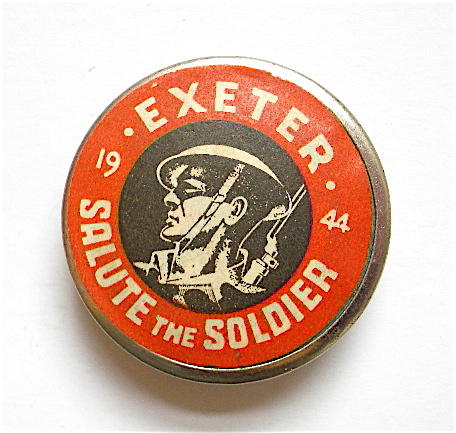 · EXETER ·
19 44
SALUTE THE SOLDIER